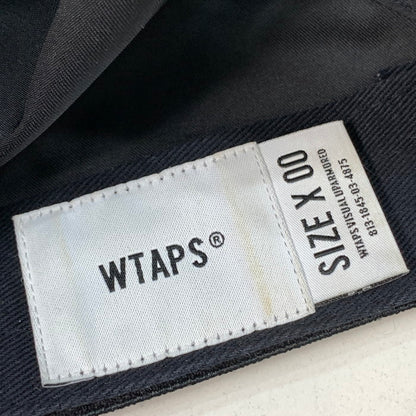 WTAPS®
SIZE X 00
WTAPS VISUAL UPARMORED
813-1845-03-4875